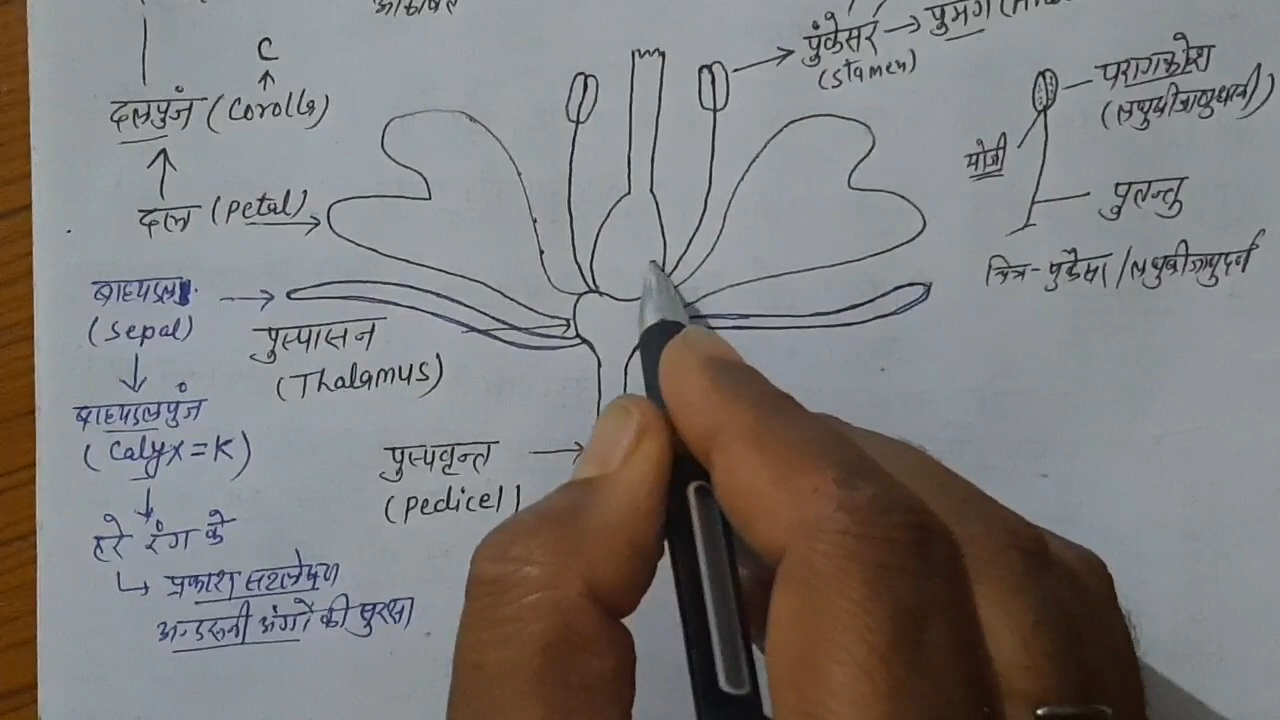 पुंकेसर → पुमंग
(Stamen)
C
↑
दलपुंज (Corolla)
↑
दल (Petal) →
परागकोश
(लघुबीजाणुधानी)
योजी
पुतन्तु
चित्र- पुंकेसर / लघुबीजाणुपर्ण
बाह्यदल →
(Sepal)
↓
बाह्यदलपुंज
(Calyx=K)
↓
हरे रंग के
↳ प्रकाश संश्लेषण
अन्दरूनी अंगों की सुरक्षा
पुष्पासन
(Thalamus)
पुष्पवृन्त →
(Pedicel)